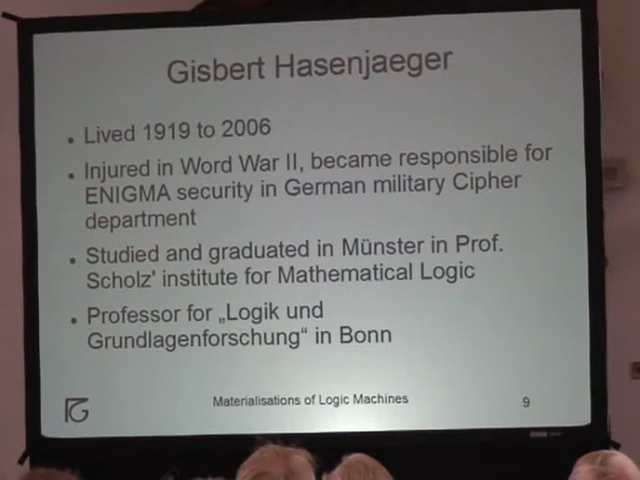 Gisbert Hasenjaeger
• Lived 1919 to 2006
• Injured in Word War II, became responsible for
ENIGMA security in German military Cipher
department
• Studied and graduated in Münster in Prof.
Scholz' institute for Mathematical Logic
• Professor for „Logik und
Grundlagenforschung“ in Bonn
Materialisations of Logic Machines
9